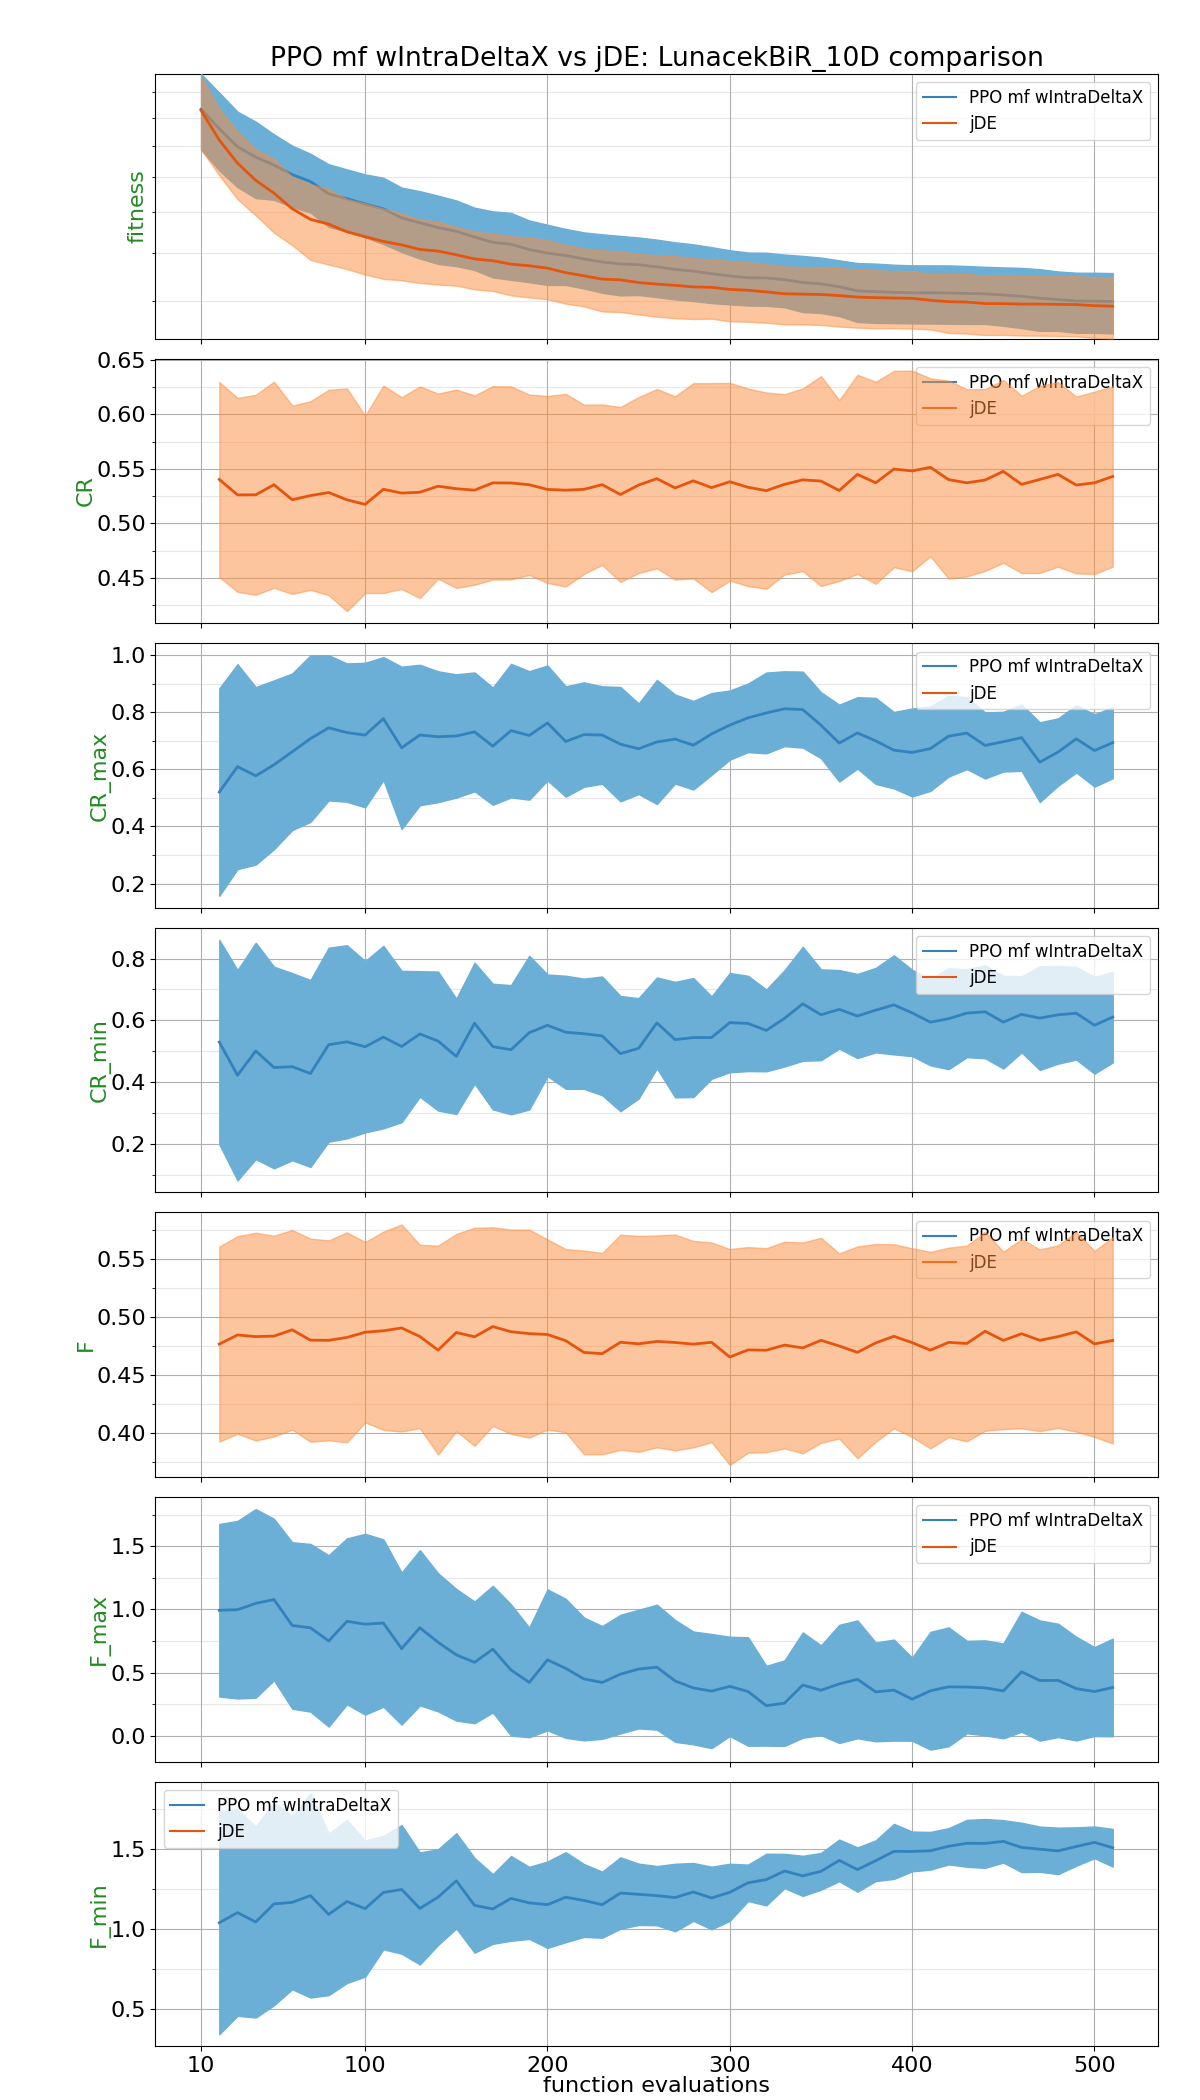 PPO mf wIntraDeltaX vs jDE: LunacekBiR_10D comparison
fitness
PPO mf wIntraDeltaX
jDE
CR
0.65
0.60
0.55
0.50
0.45
PPO mf wIntraDeltaX
jDE
CR_max
1.0
0.8
0.6
0.4
0.2
PPO mf wIntraDeltaX
jDE
CR_min
0.8
0.6
0.4
0.2
PPO mf wIntraDeltaX
jDE
F
0.55
0.50
0.45
0.40
PPO mf wIntraDeltaX
jDE
F_max
1.5
1.0
0.5
0.0
PPO mf wIntraDeltaX
jDE
F_min
1.5
1.0
0.5
PPO mf wIntraDeltaX
jDE
10 100 200 300 400 500
function evaluations